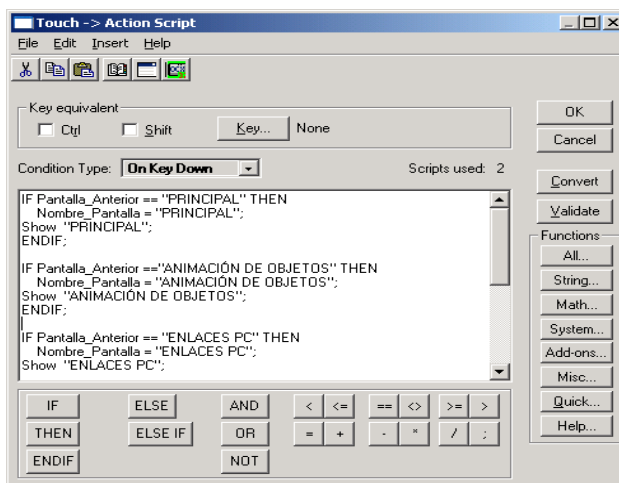 Touch -> Action Script
File Edit Insert Help
Key equivalent
Ctrl Shift Key... None
OK
Cancel
Condition Type: On Key Down Scripts used: 2
Convert
Validate
IF Pantalla_Anterior == "PRINCIPAL" THEN
Nombre_Pantalla = "PRINCIPAL";
Show "PRINCIPAL";
ENDIF;
IF Pantalla_Anterior =="ANIMACIÓN DE OBJETOS" THEN
Nombre_Pantalla = "ANIMACIÓN DE OBJETOS";
Show "ANIMACIÓN DE OBJETOS";
ENDIF;
IF Pantalla_Anterior == "ENLACES PC" THEN
Nombre_Pantalla = "ENLACES PC";
Show "ENLACES PC";
Functions
All...
String...
Math...
System...
Add-ons...
Misc...
Quick...
Help...
IF ELSE AND < <= == <> >= >
THEN ELSE IF OR = + - * / ;
ENDIF NOT